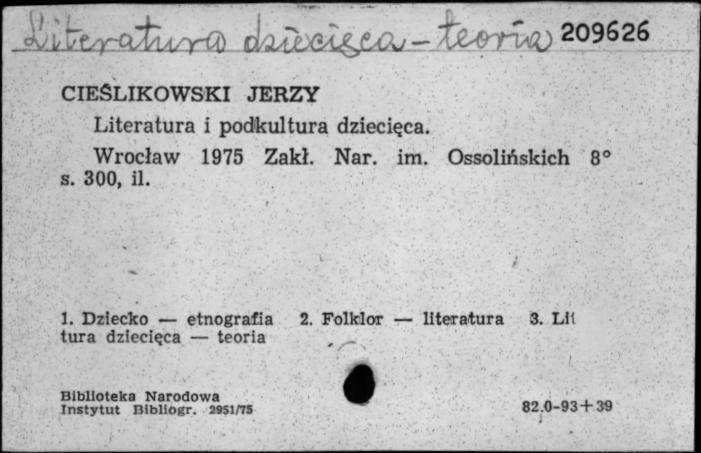 Literatura dziecięca – teoria 209626
CIEŚLIKOWSKI JERZY
Literatura i podkultura dziecięca.
Wrocław 1975 Zakł. Nar. im. Ossolińskich 8°
s. 300, il.
1. Dziecko — etnografia 2. Folklor — literatura 3. Lit
tura dziecięca — teoria
Biblioteka Narodowa
Instytut Bibliogr. 2951/75
82.0-93+39